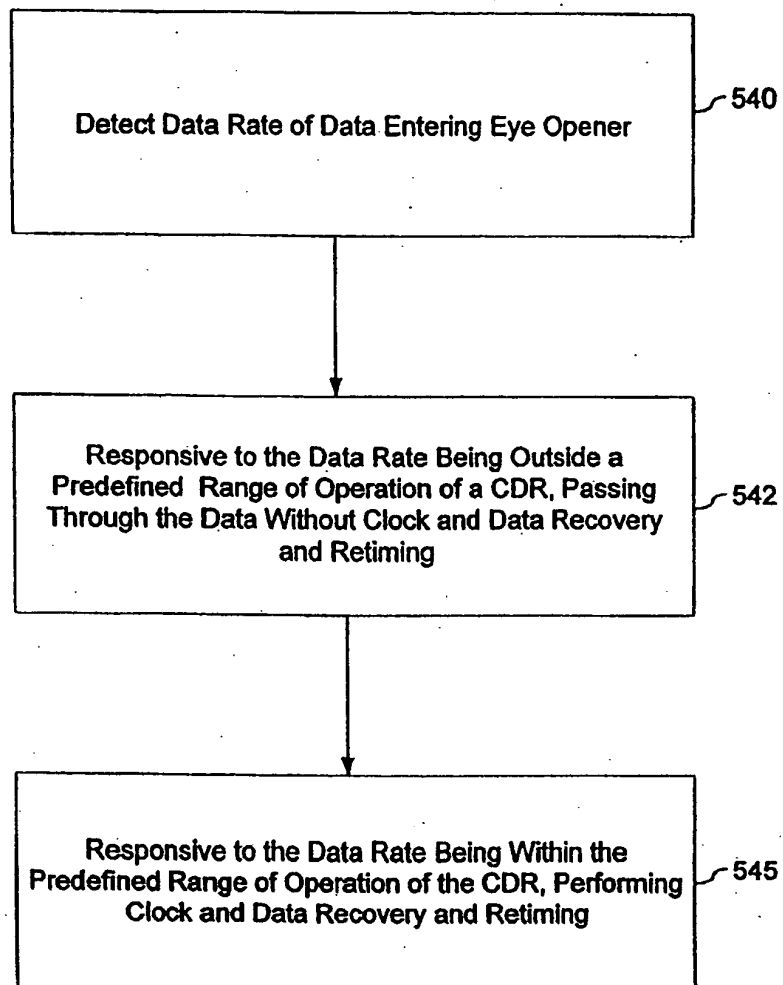 Detect Data Rate of Data Entering Eye Opener
540
Responsive to the Data Rate Being Outside a
Predefined Range of Operation of a CDR, Passing
Through the Data Without Clock and Data Recovery
and Retiming
542
Responsive to the Data Rate Being Within the
Predefined Range of Operation of the CDR, Performing
Clock and Data Recovery and Retiming
545